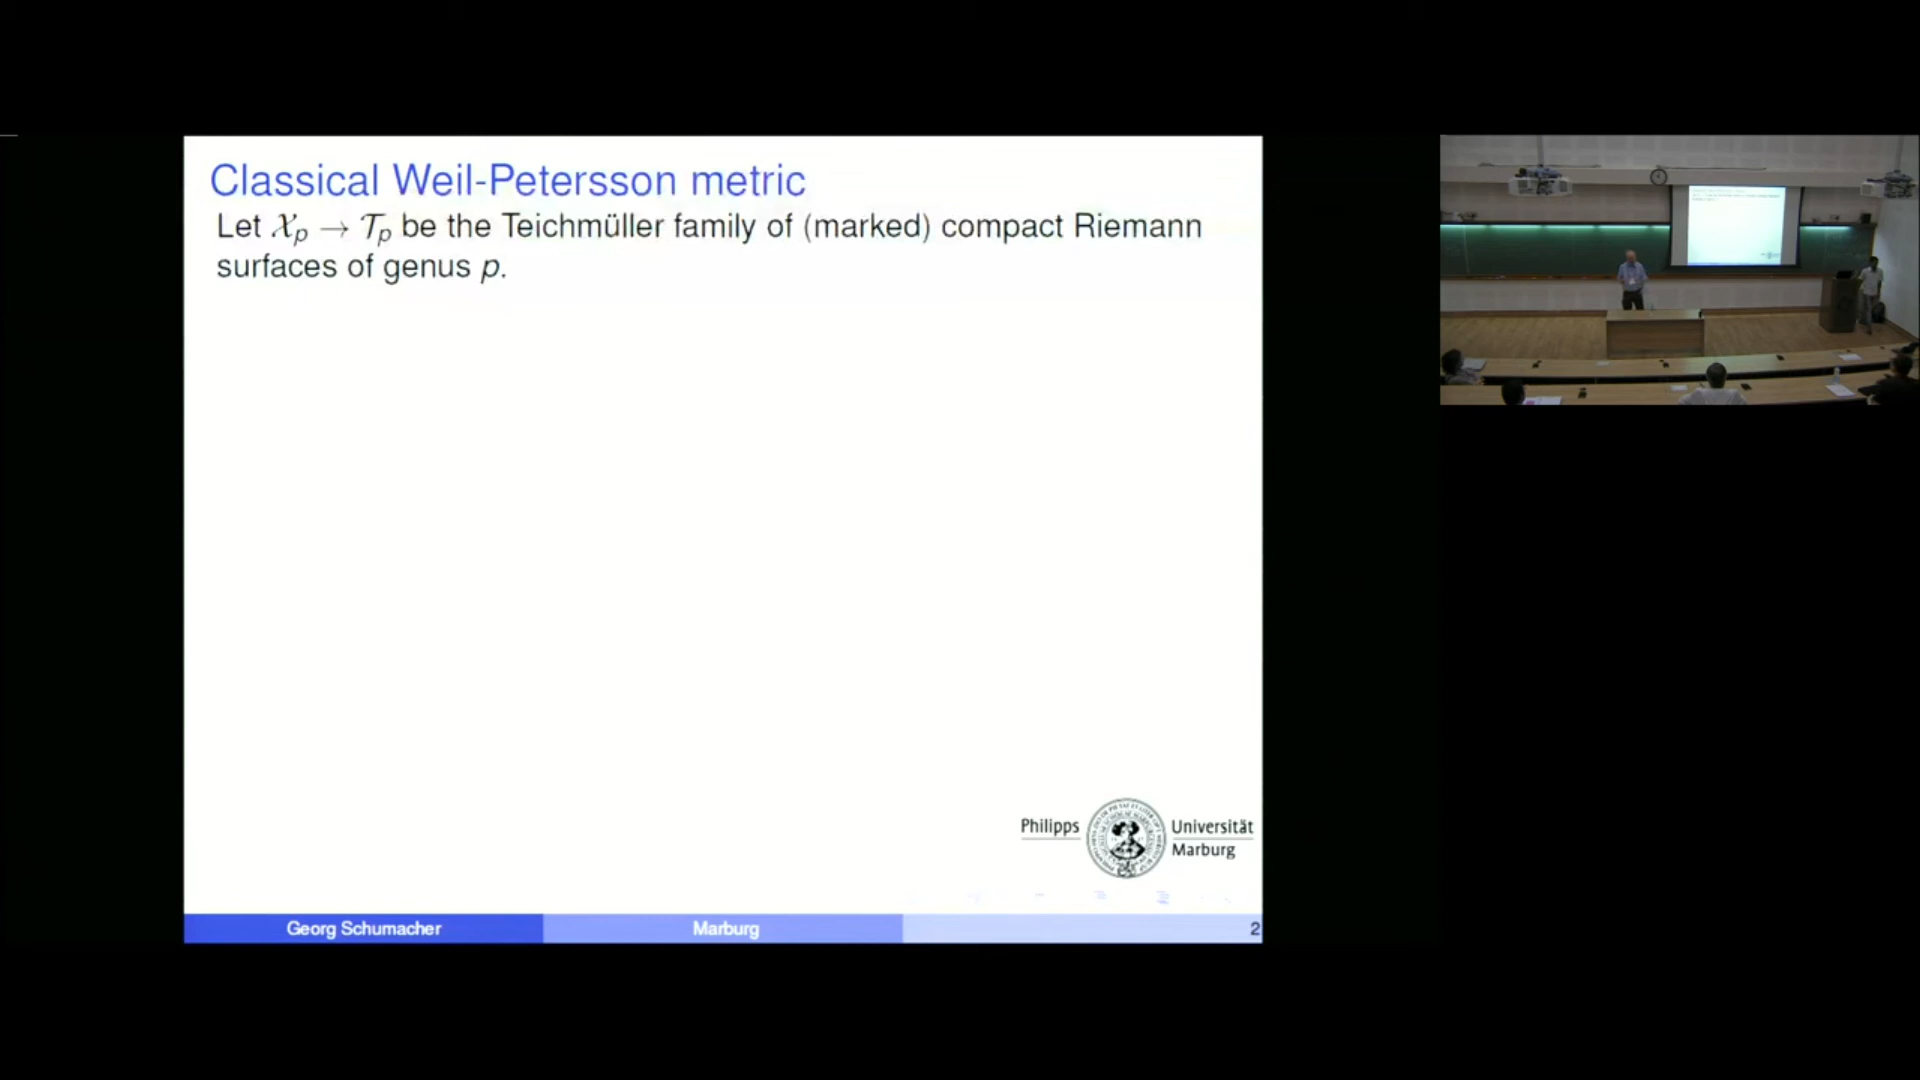 Classical Weil-Petersson metric
Let 𝒳ₚ → 𝒯ₚ be the Teichmüller family of (marked) compact Riemann
surfaces of genus p.
Philipps Universität
Marburg
Georg Schumacher Marburg 2